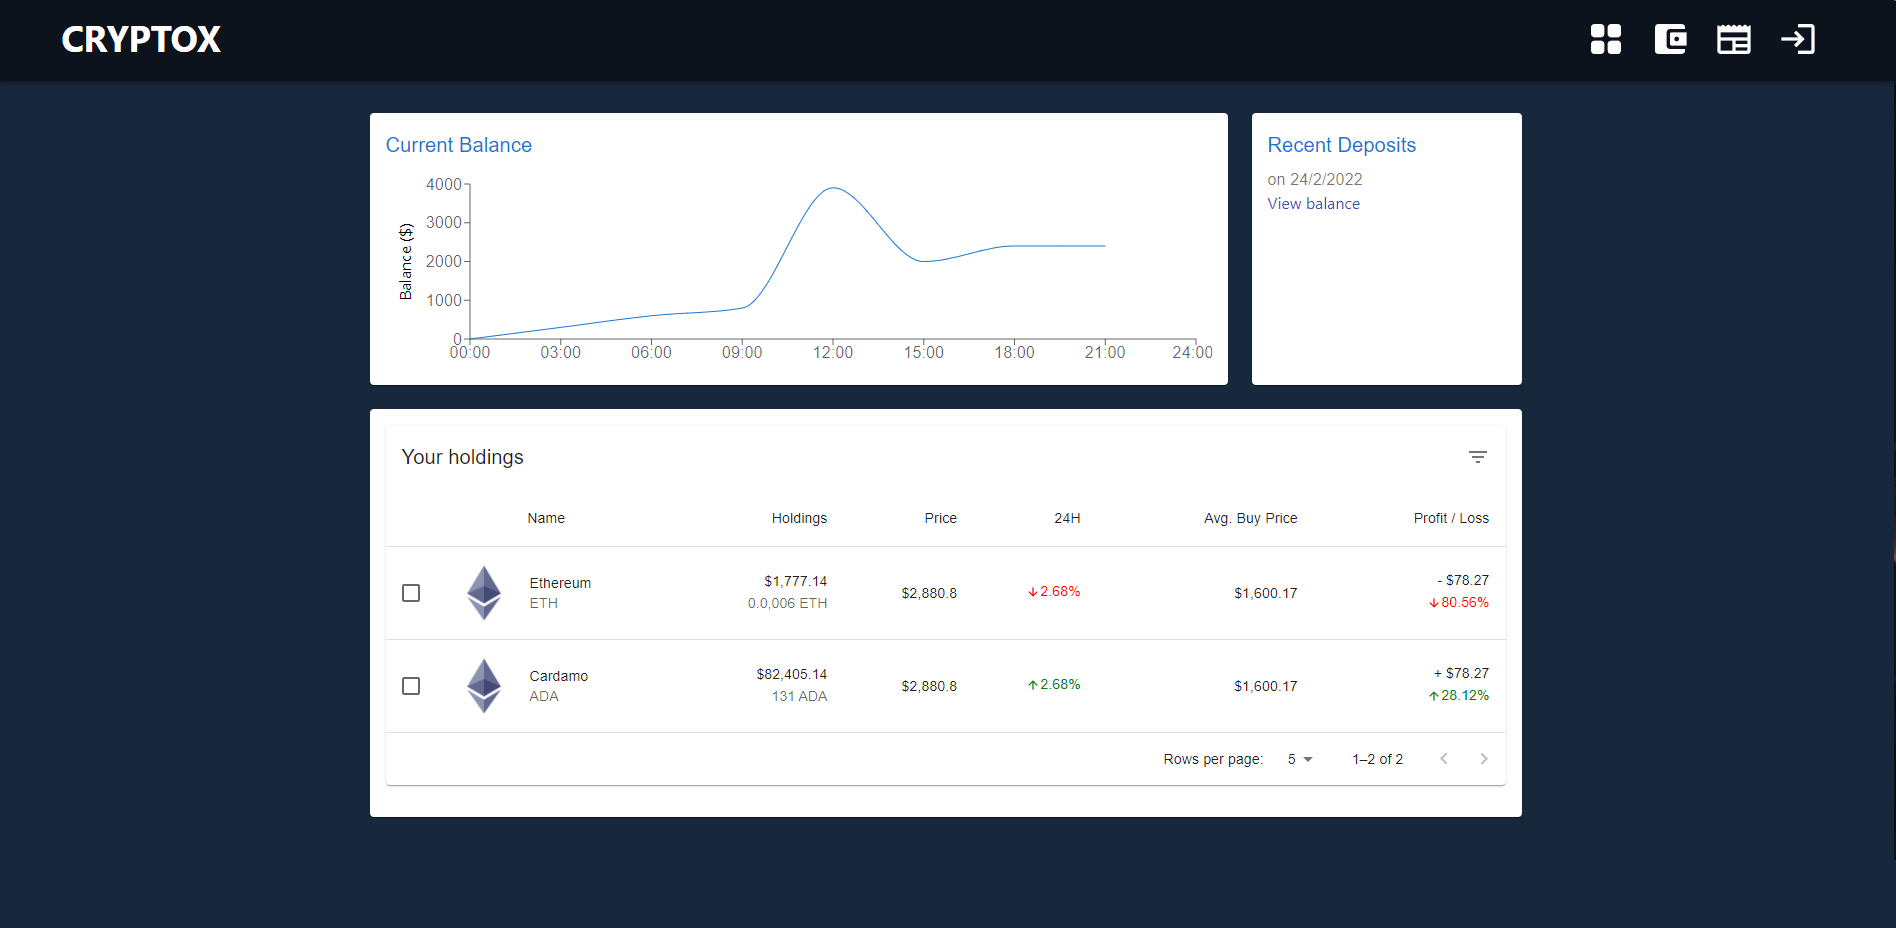 CRYPTOX
Current Balance
Balance ($)
4000
3000
2000
1000
0
00:00 03:00 06:00 09:00 12:00 15:00 18:00 21:00 24:00
Recent Deposits
on 24/2/2022
View balance
Your holdings
Name Holdings Price 24H Avg. Buy Price Profit / Loss
Ethereum
ETH
$1,777.14
0.0,006 ETH
$2,880.8
2.68%
$1,600.17
- $78.27
80.56%
Cardamo
ADA
$82,405.14
131 ADA
$2,880.8
2.68%
$1,600.17
+ $78.27
28.12%
Rows per page: 5 1–2 of 2